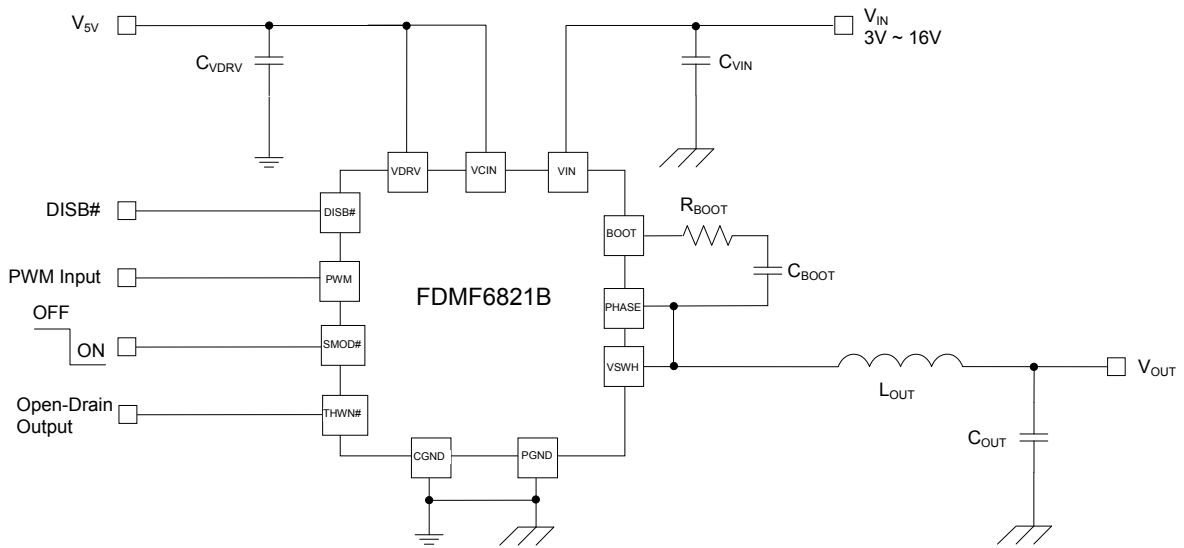 V5V
CVDRV
CVIN
VIN
3V ~ 16V
VDRV
VCIN
VIN
DISB#
DISB#
BOOT
RBOOT
CBOOT
PWM Input
PWM
FDMF6821B
PHASE
OFF
ON
SMOD#
VSWH
LOUT
VOUT
Open-Drain
Output
THWN#
CGND
PGND
COUT